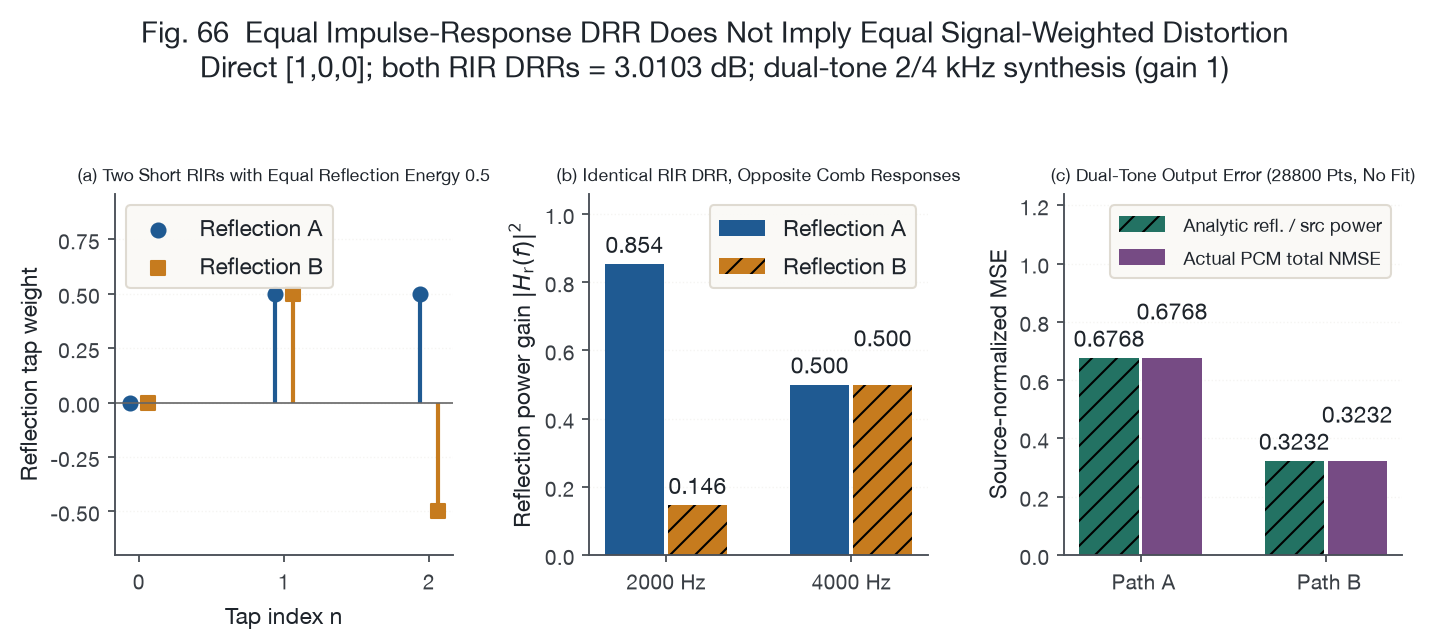 Fig. 66  Equal Impulse-Response DRR Does Not Imply Equal Signal-Weighted Distortion
Direct [1,0,0]; both RIR DRRs = 3.0103 dB; dual-tone 2/4 kHz synthesis (gain 1)
(a) Two Short RIRs with Equal Reflection Energy 0.5
Reflection A
Reflection B
Reflection tap weight
0.75
0.50
0.25
0.00
-0.25
-0.50
0 1 2
Tap index n
(b) Identical RIR DRR, Opposite Comb Responses
Reflection A
Reflection B
Reflection power gain |H_r(f)|²
1.0
0.8
0.6
0.4
0.2
0.0
0.854
0.146
0.500
0.500
2000 Hz 4000 Hz
(c) Dual-Tone Output Error (28800 Pts, No Fit)
Analytic refl. / src power
Actual PCM total NMSE
Source-normalized MSE
1.2
1.0
0.8
0.6
0.4
0.2
0.0
0.6768
0.6768
0.3232
0.3232
Path A Path B